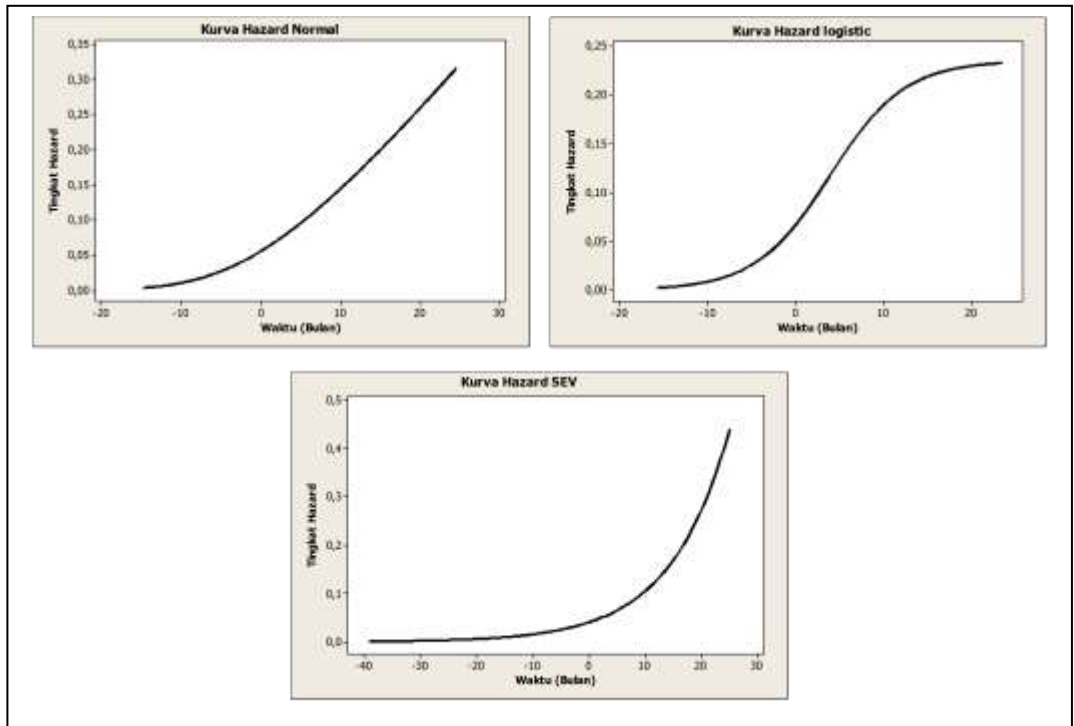 Kurva Hazard Normal
0,35
0,30
0,25
0,20
0,15
0,10
0,05
0,00
Tingkat Hazard
-20 -10 0 10 20 30
Waktu (Bulan)
Kurva Hazard logistic
0,25
0,20
0,15
0,10
0,05
0,00
Tingkat Hazard
-20 -10 0 10 20
Waktu (Bulan)
Kurva Hazard SEV
0,5
0,4
0,3
0,2
0,1
0,0
Tingkat Hazard
-40 -30 -20 -10 0 10 20 30
Waktu (Bulan)